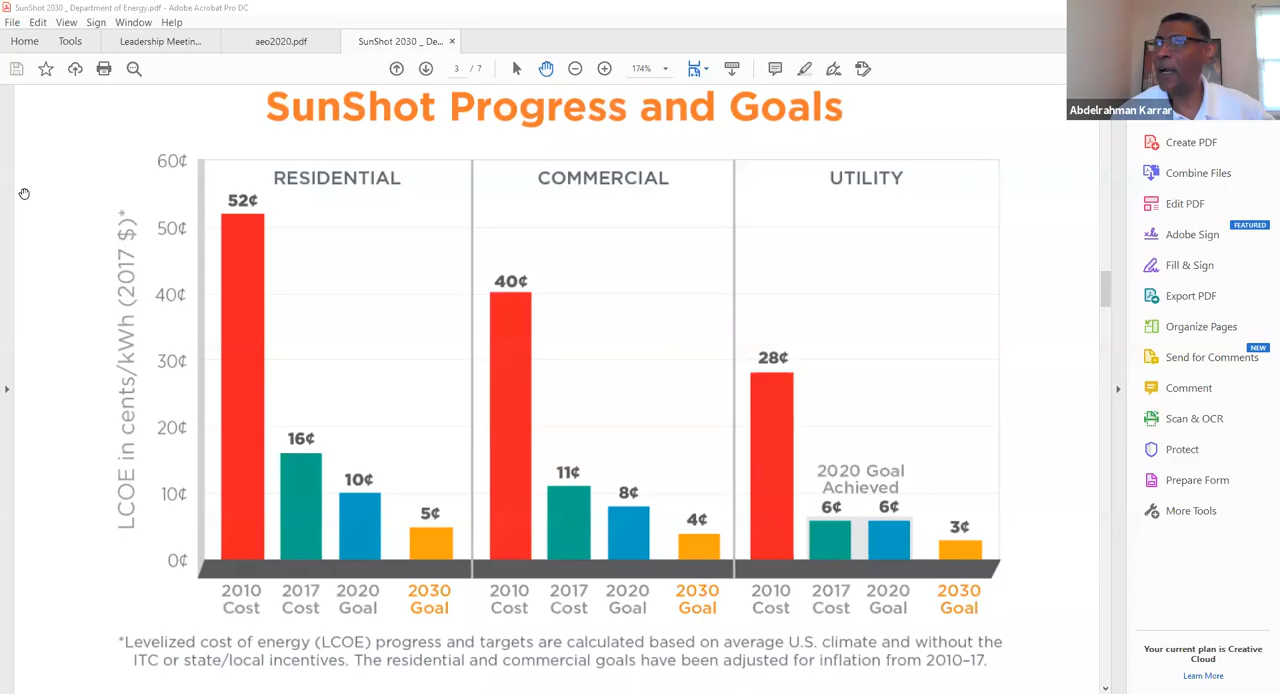 SunShot 2030 _ Department of Energy.pdf - Adobe Acrobat Pro DC
File Edit View Sign Window Help
Home Tools Leadership Meetin... aeo2020.pdf SunShot 2030 _ De... ×
3 / 7 174%
Abdelrahman Karrar
SunShot Progress and Goals
LCOE in cents/kWh (2017 $)*
60¢
50¢
40¢
30¢
20¢
10¢
0¢
RESIDENTIAL
52¢
16¢
10¢
5¢
2010 Cost
2017 Cost
2020 Goal
2030 Goal
COMMERCIAL
40¢
11¢
8¢
4¢
2010 Cost
2017 Cost
2020 Goal
2030 Goal
UTILITY
28¢
2020 Goal
Achieved
6¢
6¢
3¢
2010 Cost
2017 Cost
2020 Goal
2030 Goal
*Levelized cost of energy (LCOE) progress and targets are calculated based on average U.S. climate and without the
ITC or state/local incentives. The residential and commercial goals have been adjusted for inflation from 2010–17.
Create PDF
Combine Files
Edit PDF
FEATURED
Adobe Sign
Fill & Sign
Export PDF
Organize Pages
NEW
Send for Comments
Comment
Scan & OCR
Protect
Prepare Form
More Tools
Your current plan is Creative
Cloud
Learn More